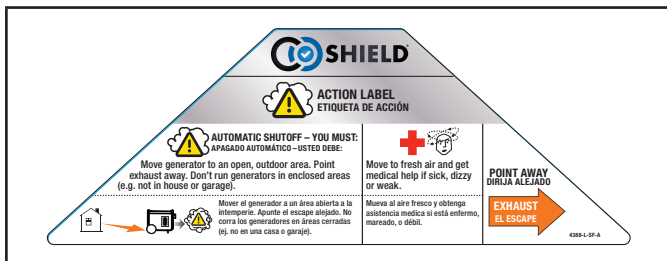 CO SHIELD®
ACTION LABEL
ETIQUETA DE ACCIÓN
AUTOMATIC SHUTOFF – YOU MUST:
APAGADO AUTOMÁTICO – USTED DEBE:
Move generator to an open, outdoor area. Point
exhaust away. Don't run generators in enclosed areas
(e.g. not in house or garage).
Mover el generador a un área abierta a la
intemperie. Apunte el escape alejado. No
corra los generadores en áreas cerradas
(ej. no en una casa o garaje).
Move to fresh air and get
medical help if sick, dizzy
or weak.
Mueva al aire fresco y obtenga
asistencia medica si está enfermo,
mareado, o débil.
POINT AWAY
DIRIJA ALEJADO
EXHAUST
EL ESCAPE
4388-L-SF-A